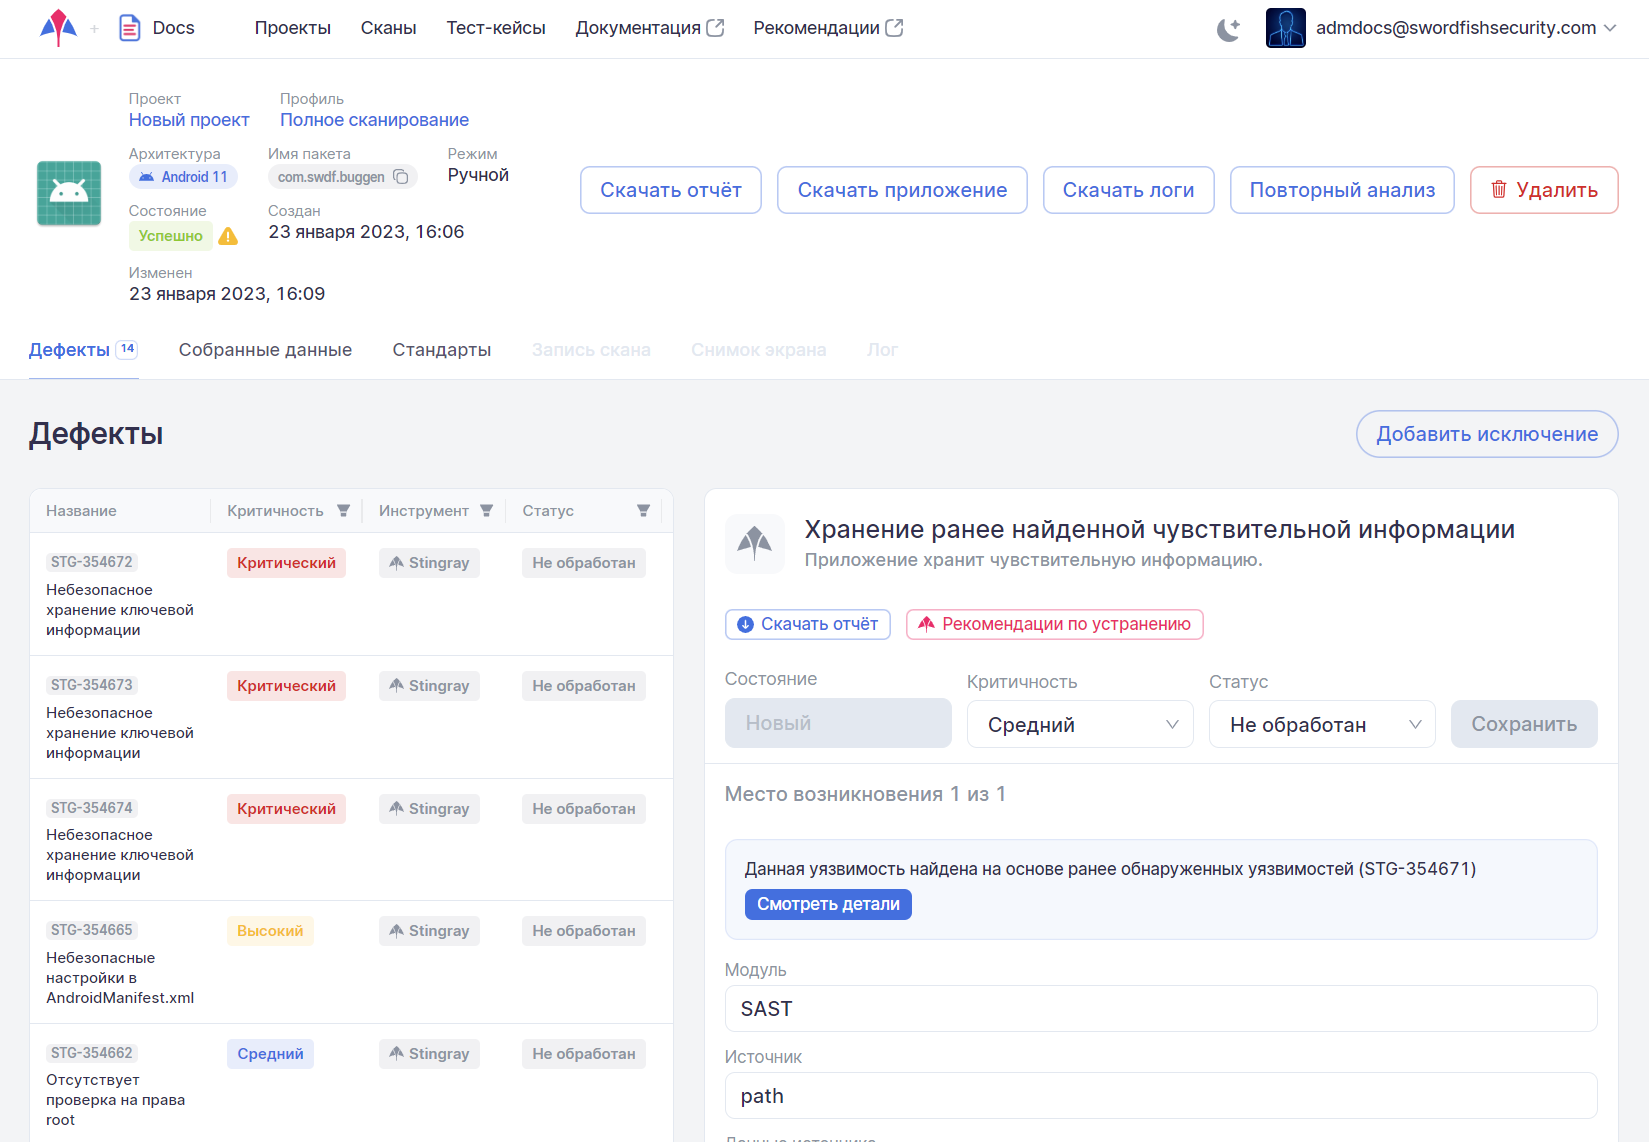 Docs
Проекты
Сканы
Тест-кейсы
Документация
Рекомендации
admdocs@swordfishsecurity.com
Проект
Новый проект
Профиль
Полное сканирование
Архитектура
Android 11
Имя пакета
com.swdf.buggen
Режим
Ручной
Состояние
Успешно
Создан
23 января 2023, 16:06
Изменен
23 января 2023, 16:09
Скачать отчёт
Скачать приложение
Скачать логи
Повторный анализ
Удалить
Дефекты 14
Собранные данные
Стандарты
Запись скана
Снимок экрана
Лог
Дефекты
Добавить исключение
Название
Критичность
Инструмент
Статус
STG-354672
Небезопасное
хранение ключевой
информации
Критический
Stingray
Не обработан
STG-354673
Небезопасное
хранение ключевой
информации
Критический
Stingray
Не обработан
STG-354674
Небезопасное
хранение ключевой
информации
Критический
Stingray
Не обработан
STG-354665
Небезопасные
настройки в
AndroidManifest.xml
Высокий
Stingray
Не обработан
STG-354662
Отсутствует
проверка на права
root
Средний
Stingray
Не обработан
Хранение ранее найденной чувствительной информации
Приложение хранит чувствительную информацию.
Скачать отчёт
Рекомендации по устранению
Состояние
Новый
Критичность
Средний
Статус
Не обработан
Сохранить
Место возникновения 1 из 1
Данная уязвимость найдена на основе ранее обнаруженных уязвимостей (STG-354671)
Смотреть детали
Модуль
SAST
Источник
path